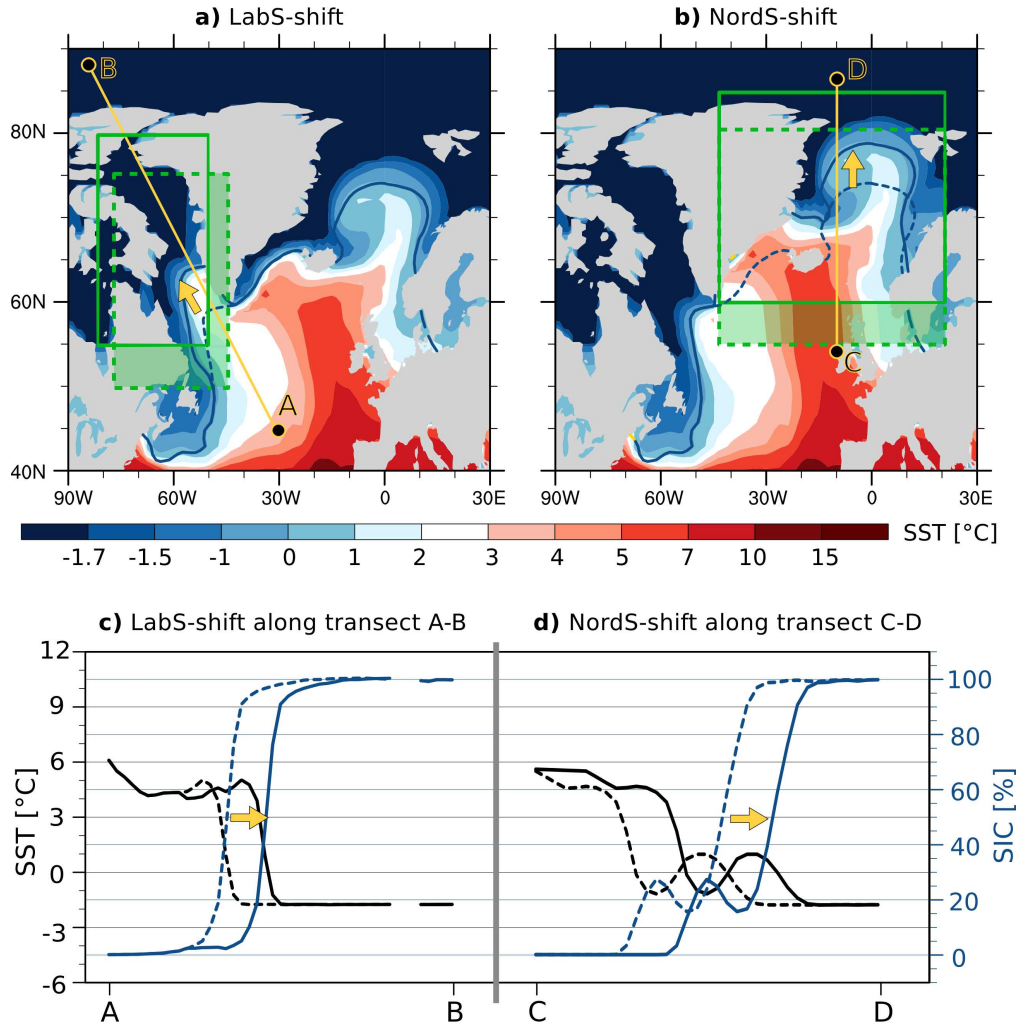 a) LabS-shift
b) NordS-shift
B
D
80N
A
C
60N
40N
90W 60W 30W 0 30E
90W 60W 30W 0 30E
SST [°C]
-1.7 -1.5 -1 0 1 2 3 4 5 7 10 15
c) LabS-shift along transect A-B
d) NordS-shift along transect C-D
12
9
6
3
0
-3
-6
SST [°C]
100
80
60
40
20
0
SIC [%]
A B
C D